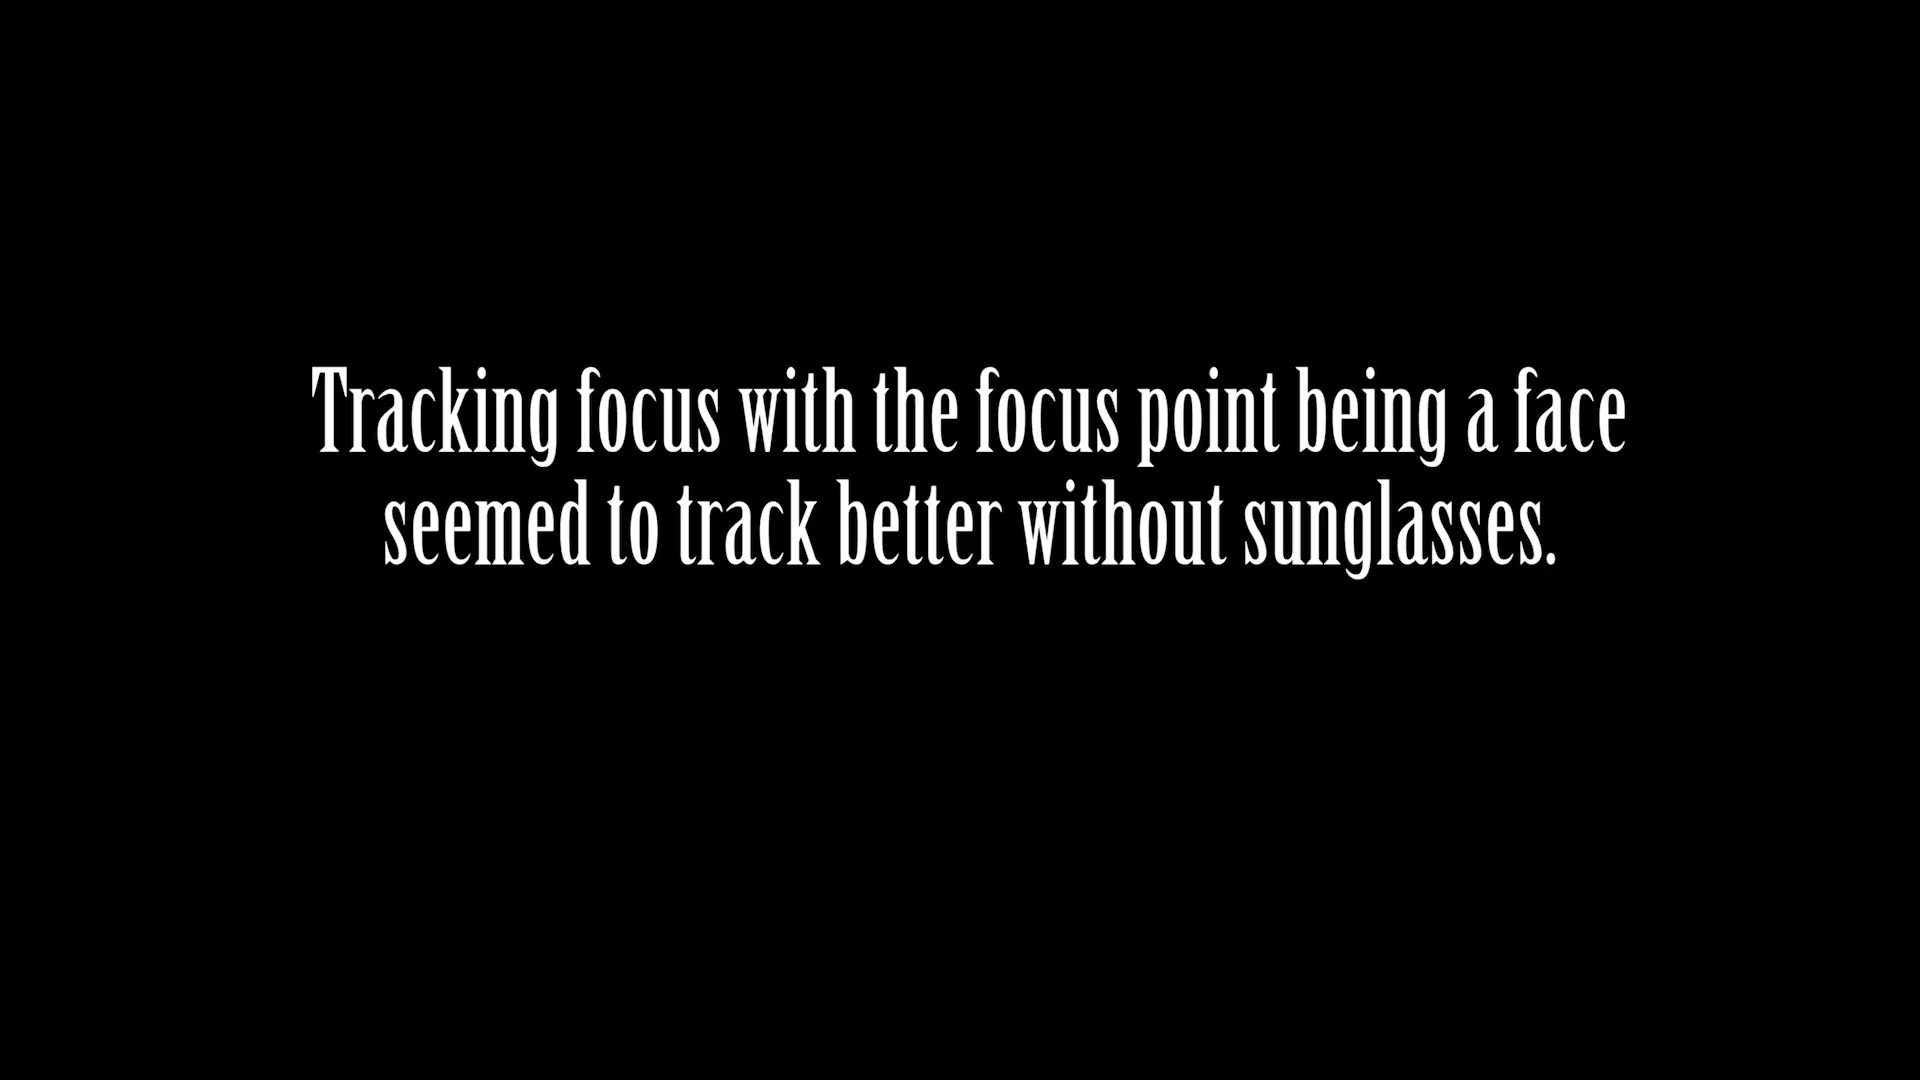 Tracking focus with the focus point being a face
seemed to track better without sunglasses.